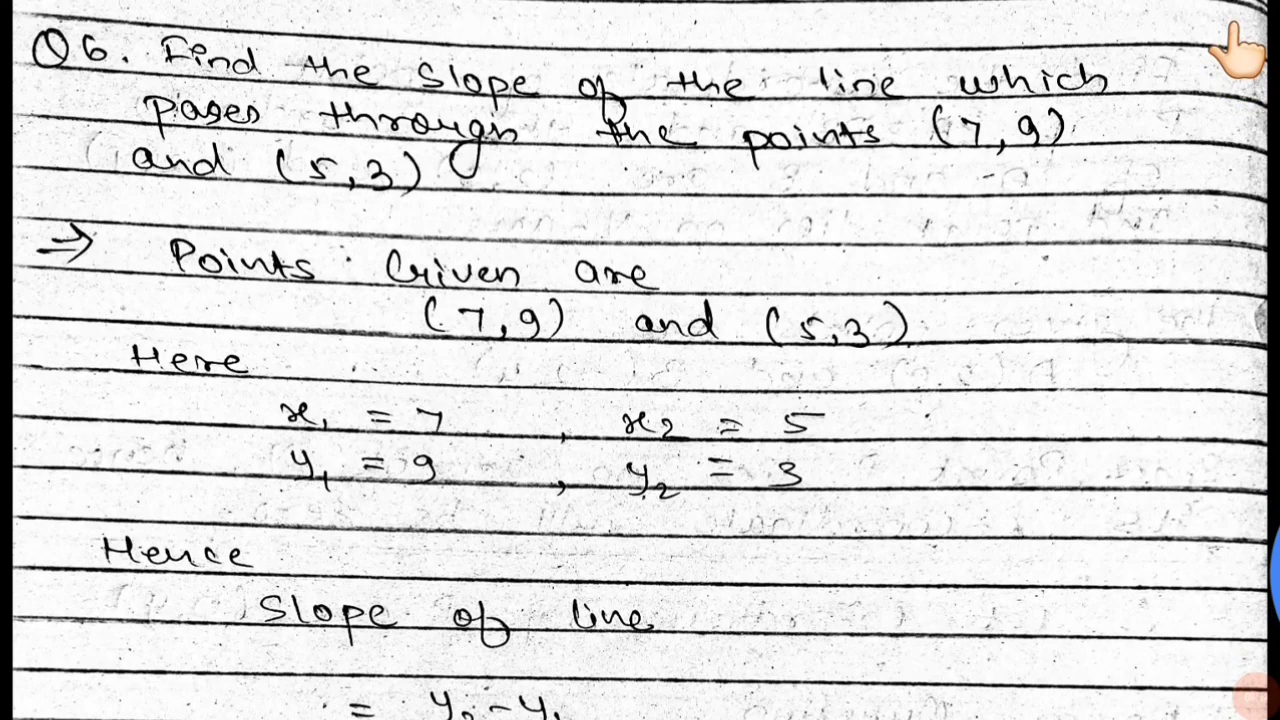 Q6. Find the slope of the line which
pases through the points (7,9)
and (5,3)
⇒ Points Given are
(7,9) and (5,3)
Here
x₁ = 7 , x₂ = 5
y₁ = 9 , y₂ = 3
Hence
Slope of line
= y₂-y₁